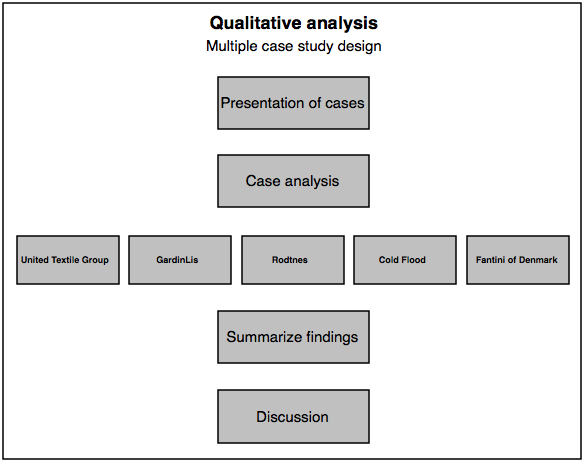 Qualitative analysis
Multiple case study design
Presentation of cases
Case analysis
United Textile Group
GardinLis
Rodtnes
Cold Flood
Fantini of Denmark
Summarize findings
Discussion